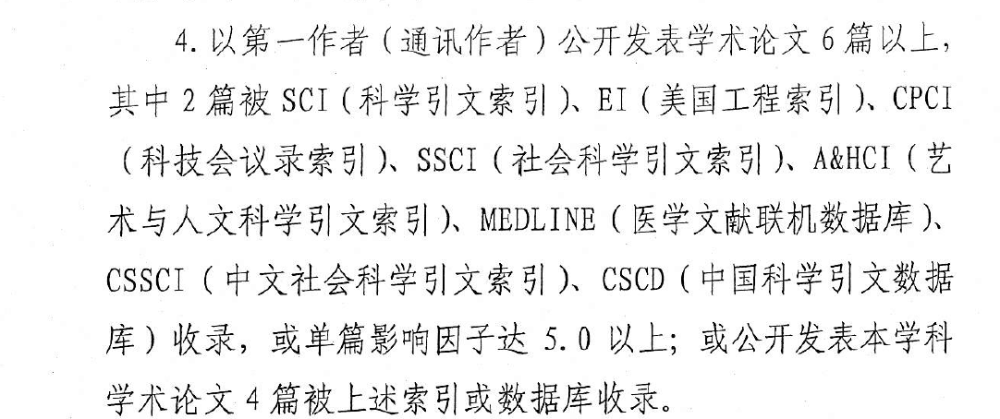 4.以第一作者（通讯作者）公开发表学术论文6篇以上，
其中2篇被SCI（科学引文索引）、EI（美国工程索引）、CPCI
（科技会议录索引）、SSCI（社会科学引文索引）、A&HCI（艺
术与人文科学引文索引）、MEDLINE（医学文献联机数据库）、
CSSCI（中文社会科学引文索引）、CSCD（中国科学引文数据
库）收录，或单篇影响因子达5.0以上；或公开发表本学科
学术论文4篇被上述索引或数据库收录。